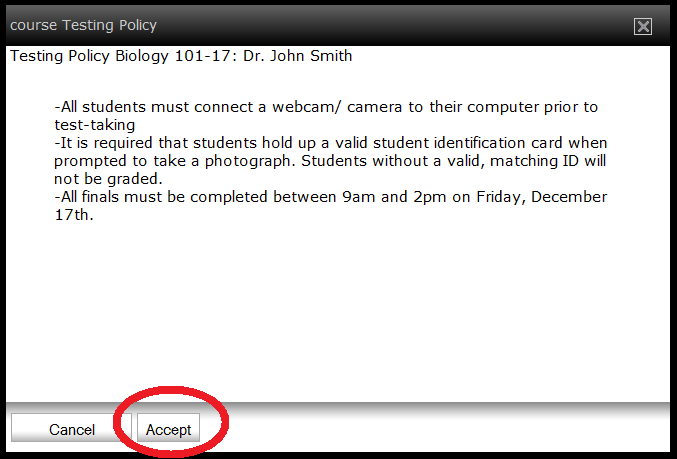 course Testing Policy
Testing Policy Biology 101-17: Dr. John Smith
-All students must connect a webcam/ camera to their computer prior to
test-taking
-It is required that students hold up a valid student identification card when
prompted to take a photograph. Students without a valid, matching ID will
not be graded.
-All finals must be completed between 9am and 2pm on Friday, December
17th.
Cancel Accept